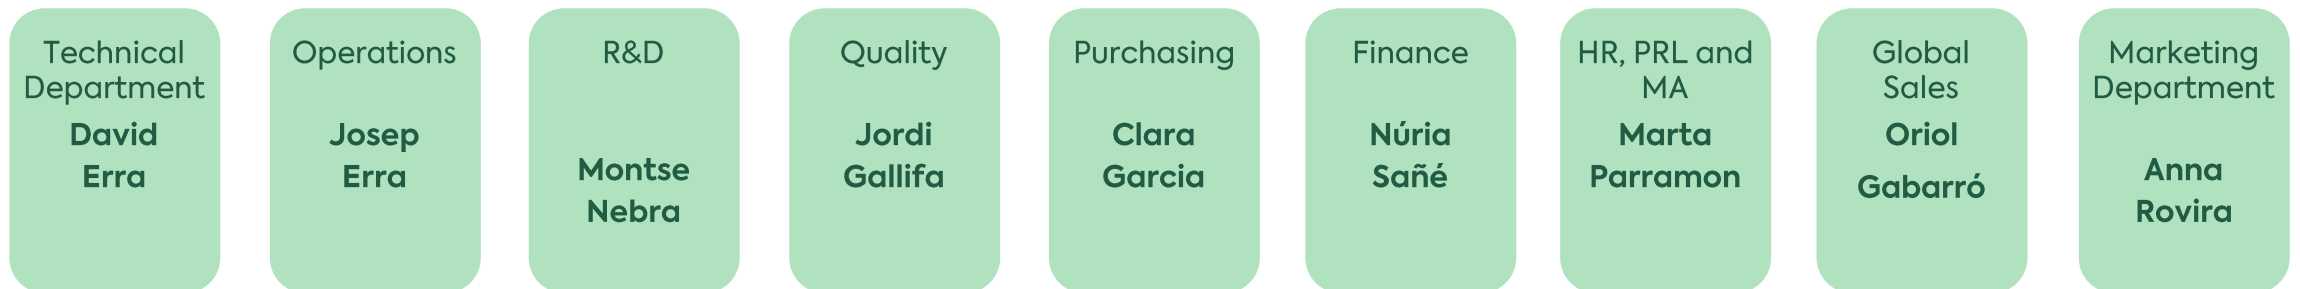 Technical
Department
David
Erra
Operations
Josep
Erra
R&D
Montse
Nebra
Quality
Jordi
Gallifa
Purchasing
Clara
Garcia
Finance
Núria
Sañé
HR, PRL and
MA
Marta
Parramon
Global
Sales
Oriol
Gabarró
Marketing
Department
Anna
Rovira